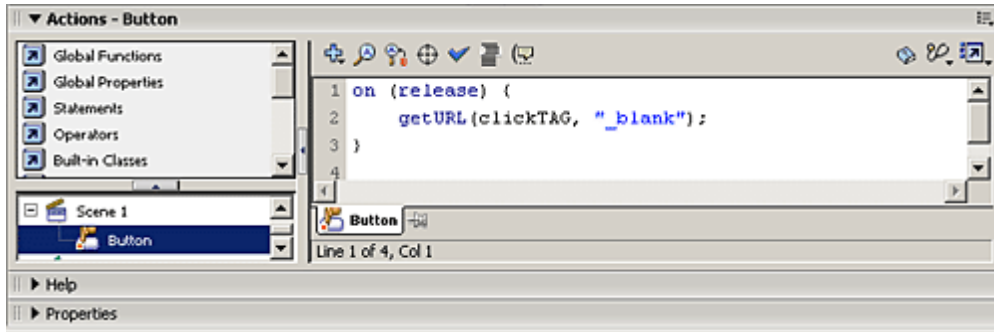 Actions - Button
Global Functions
Global Properties
Statements
Operators
Built-in Classes
Scene 1
Button
1 on (release) {
2 getURL(clickTAG, "_blank");
3 }
4
Button
Line 1 of 4, Col 1
Help
Properties